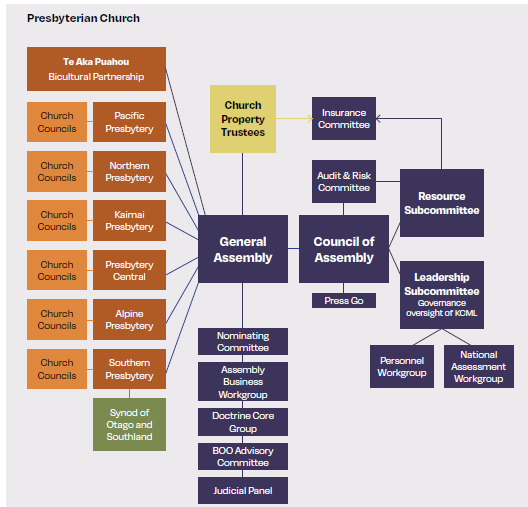 Presbyterian Church
Te Aka Puahou
Bicultural Partnership
Church
Councils
Pacific
Presbytery
Church
Councils
Northern
Presbytery
Church
Councils
Kaimai
Presbytery
Church
Councils
Presbytery
Central
Church
Councils
Alpine
Presbytery
Church
Councils
Southern
Presbytery
Synod of
Otago and
Southland
Church
Property
Trustees
General
Assembly
Nominating
Committee
Assembly
Business
Workgroup
Doctrine Core
Group
BOO Advisory
Committee
Judicial Panel
Insurance
Committee
Audit & Risk
Committee
Council of
Assembly
Press Go
Resource
Subcommittee
Leadership
Subcommittee
Governance
oversight of KCML
Personnel
Workgroup
National
Assessment
Workgroup